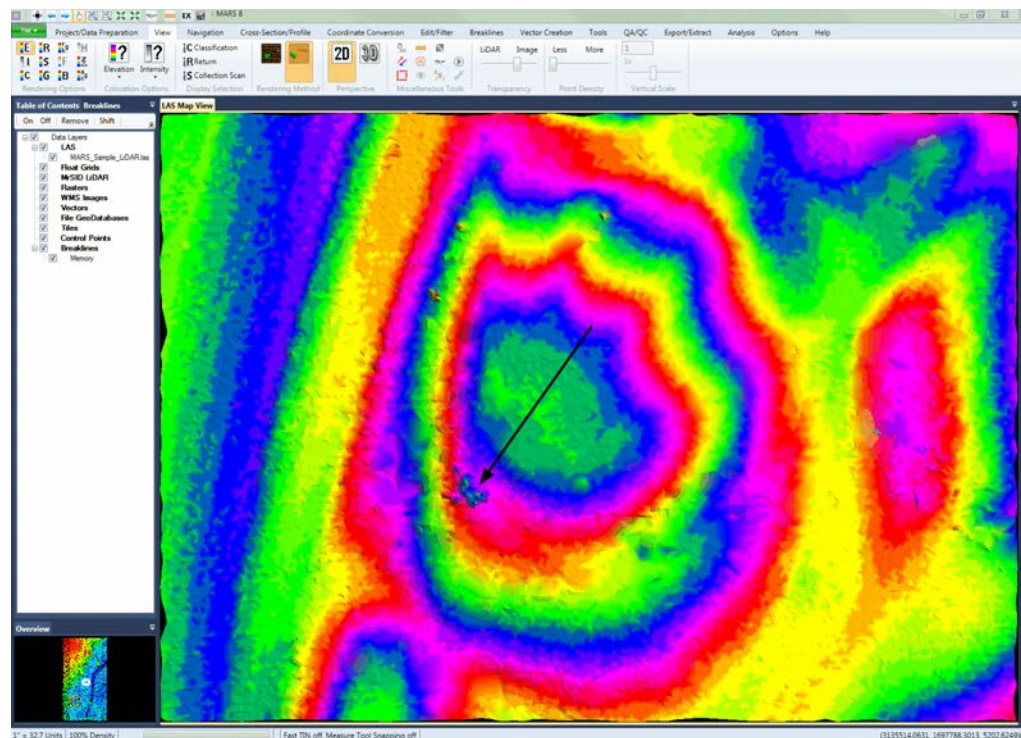 EX
MARS 8
File
Project/Data Preparation View Navigation Cross-Section/Profile Coordinate Conversion Edit/Filter Breaklines Vector Creation Tools QA/QC Export/Extract Analysis Options Help
E R H
I S F
C G B
Rendering Options
Elevation Intensity
Coloration Options
C Classification
R Return
S Collection Scan
Display Selection
Rendering Method
2D 3D
Perspective
Miscellaneous Tools
LiDAR Image
Transparency
Less More
Point Density
1
1x
Vertical Scale
Table of Contents Breaklines
On Off Remove Shift
Data Layers
LAS
MARS_Sample_LiDAR.las
Float Grids
MrSID LiDAR
Rasters
WMS Images
Vectors
File GeoDatabases
Tiles
Control Points
Breaklines
Memory
LAS Map View
Overview
1" = 32.7 Units 100% Density Fast TIN off, Measure Tool Snapping off